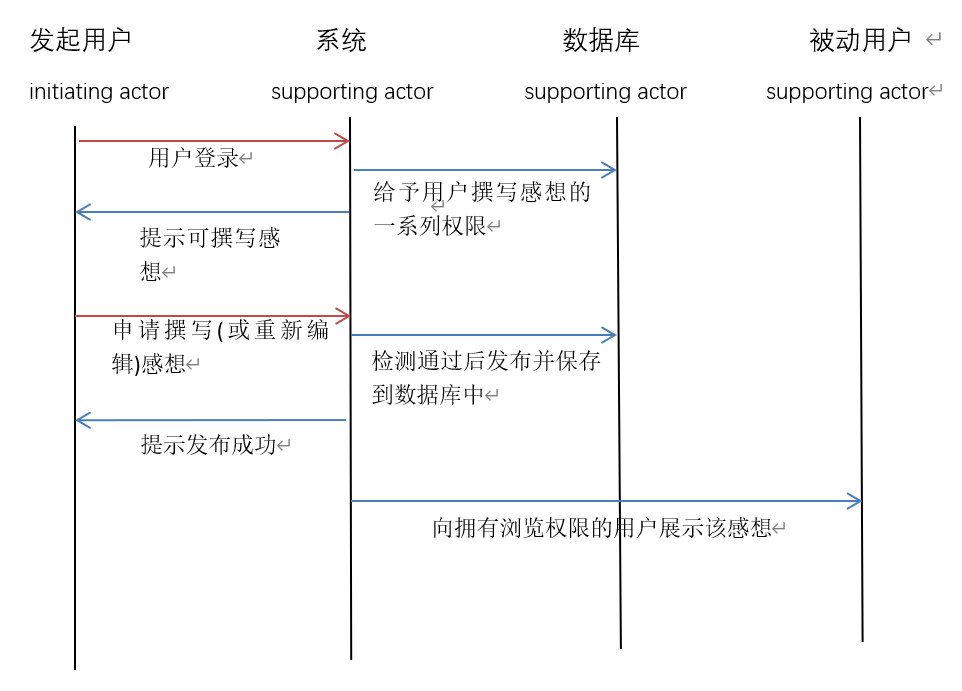 发起用户 系统 数据库 被动用户
initiating actor supporting actor supporting actor supporting actor
用户登录
给予用户撰写感想的
一系列权限
提示可撰写感
想
申请撰写(或重新编
辑)感想
检测通过后发布并保存
到数据库中
提示发布成功
向拥有浏览权限的用户展示该感想